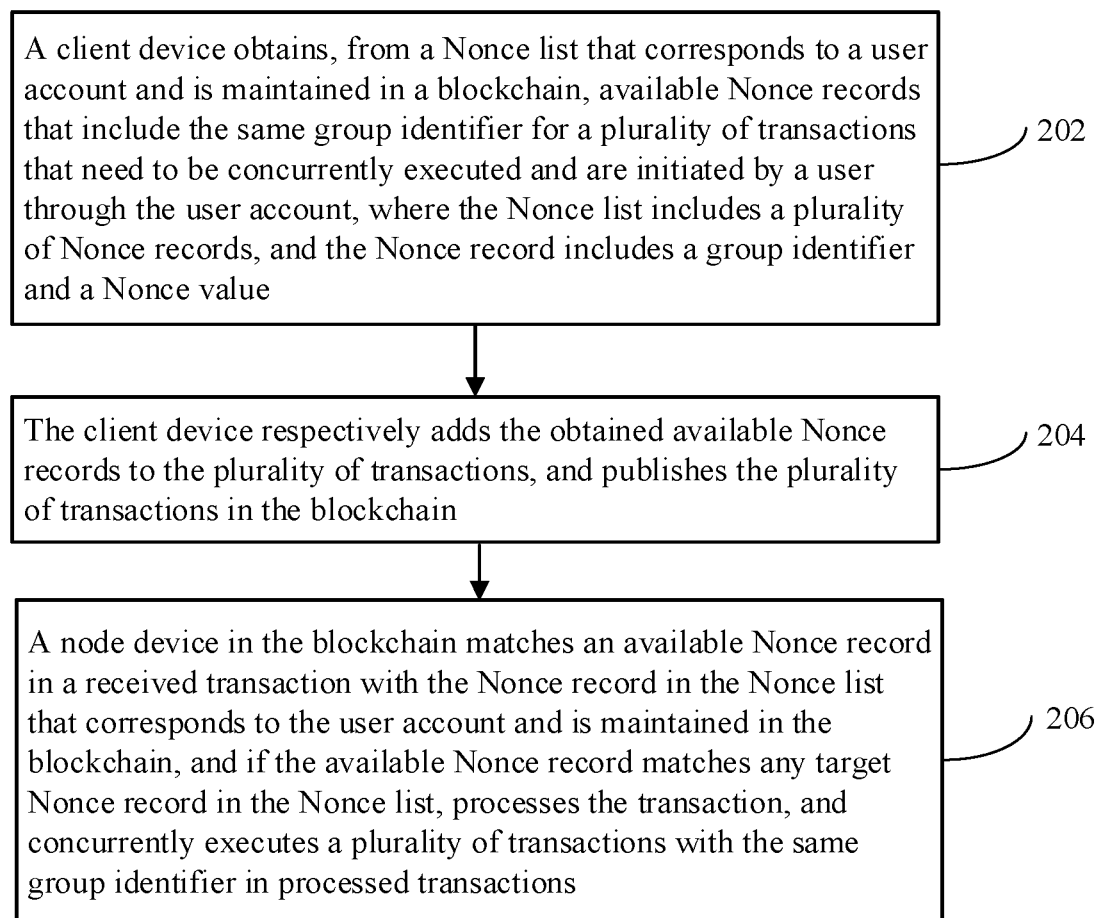 A client device obtains, from a Nonce list that corresponds to a user
account and is maintained in a blockchain, available Nonce records
that include the same group identifier for a plurality of transactions
that need to be concurrently executed and are initiated by a user
through the user account, where the Nonce list includes a plurality
of Nonce records, and the Nonce record includes a group identifier
and a Nonce value
202
The client device respectively adds the obtained available Nonce
records to the plurality of transactions, and publishes the plurality
of transactions in the blockchain
204
A node device in the blockchain matches an available Nonce record
in a received transaction with the Nonce record in the Nonce list
that corresponds to the user account and is maintained in the
blockchain, and if the available Nonce record matches any target
Nonce record in the Nonce list, processes the transaction, and
concurrently executes a plurality of transactions with the same
group identifier in processed transactions
206